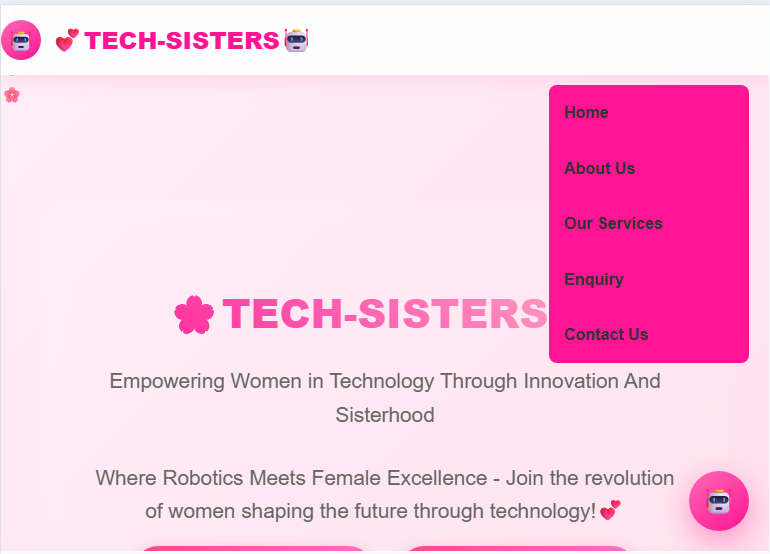 💕 TECH-SISTERS🤖
Home
About Us
Our Services
Enquiry
Contact Us
🌸 TECH-SISTERS
Empowering Women in Technology Through Innovation And
Sisterhood
Where Robotics Meets Female Excellence - Join the revolution
of women shaping the future through technology!💕